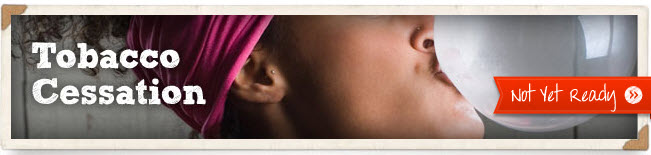 Tobacco
Cessation
Not Yet Ready